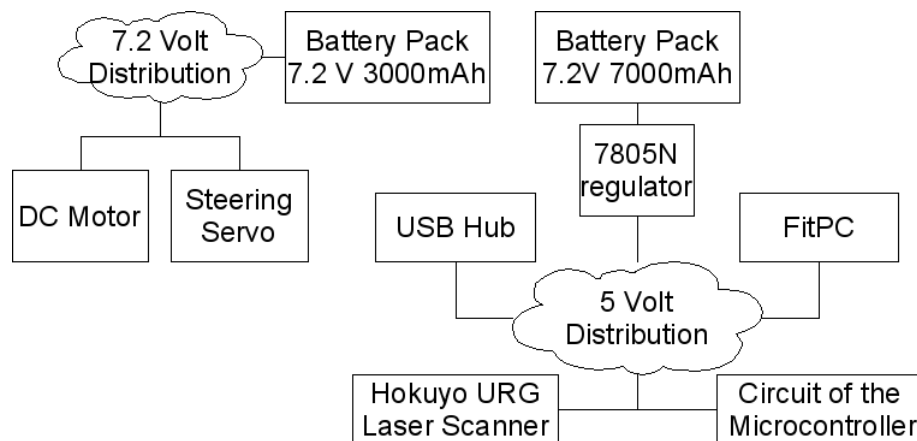 7.2 Volt
Distribution
Battery Pack
7.2 V 3000mAh
Battery Pack
7.2V 7000mAh
7805N
regulator
DC Motor
Steering
Servo
USB Hub
FitPC
5 Volt
Distribution
Hokuyo URG
Laser Scanner
Circuit of the
Microcontroller